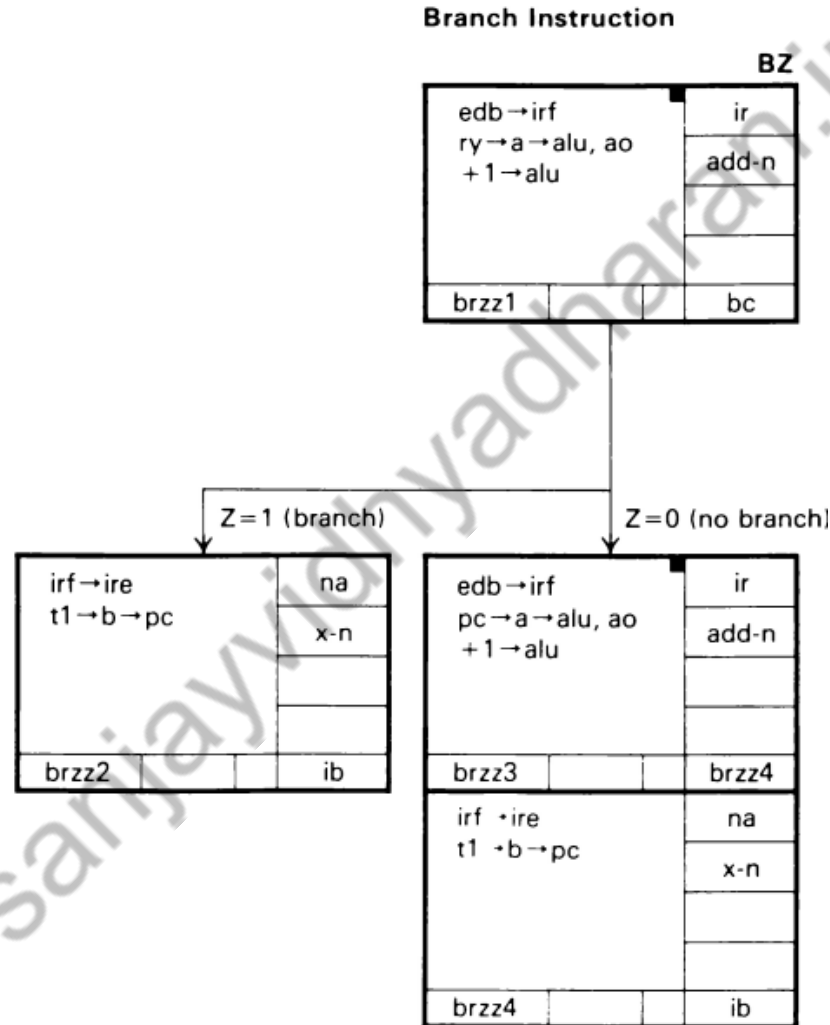 Branch Instruction
BZ
edb→irf
ry→a→alu, ao
+1→alu
ir
add-n
brzz1
bc
Z=1 (branch)
Z=0 (no branch)
irf→ire
t1→b→pc
na
x-n
brzz2
ib
edb→irf
pc→a→alu, ao
+1→alu
ir
add-n
brzz3
brzz4
irf→ire
t1→b→pc
na
x-n
brzz4
ib
sanjayvidhyadharan.in